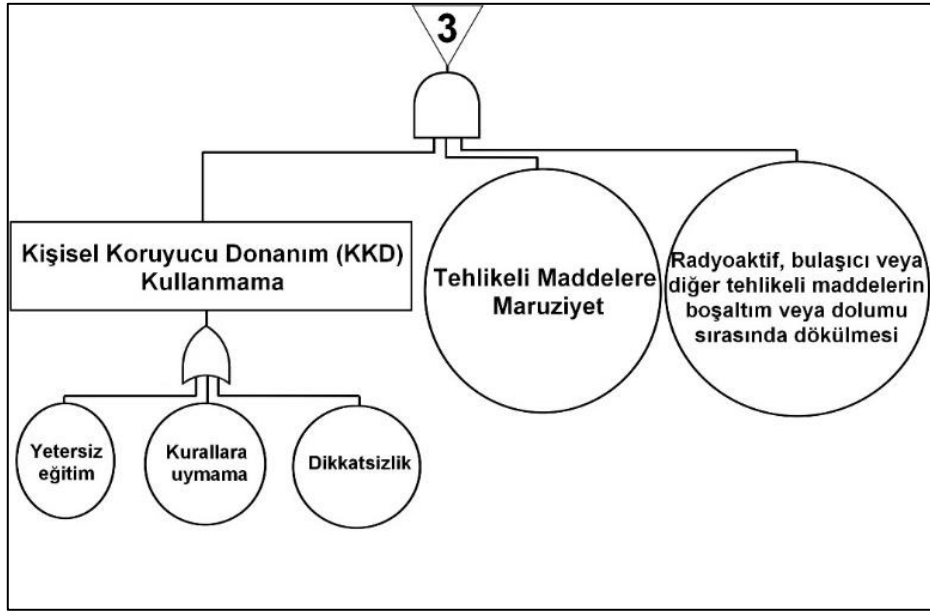 3
Kişisel Koruyucu Donanım (KKD)
Kullanmama
Tehlikeli Maddelere
Maruziyet
Radyoaktif, bulaşıcı veya
diğer tehlikeli maddelerin
boşaltım veya dolumu
sırasında dökülmesi
Yetersiz
eğitim
Kurallara
uymama
Dikkatsizlik